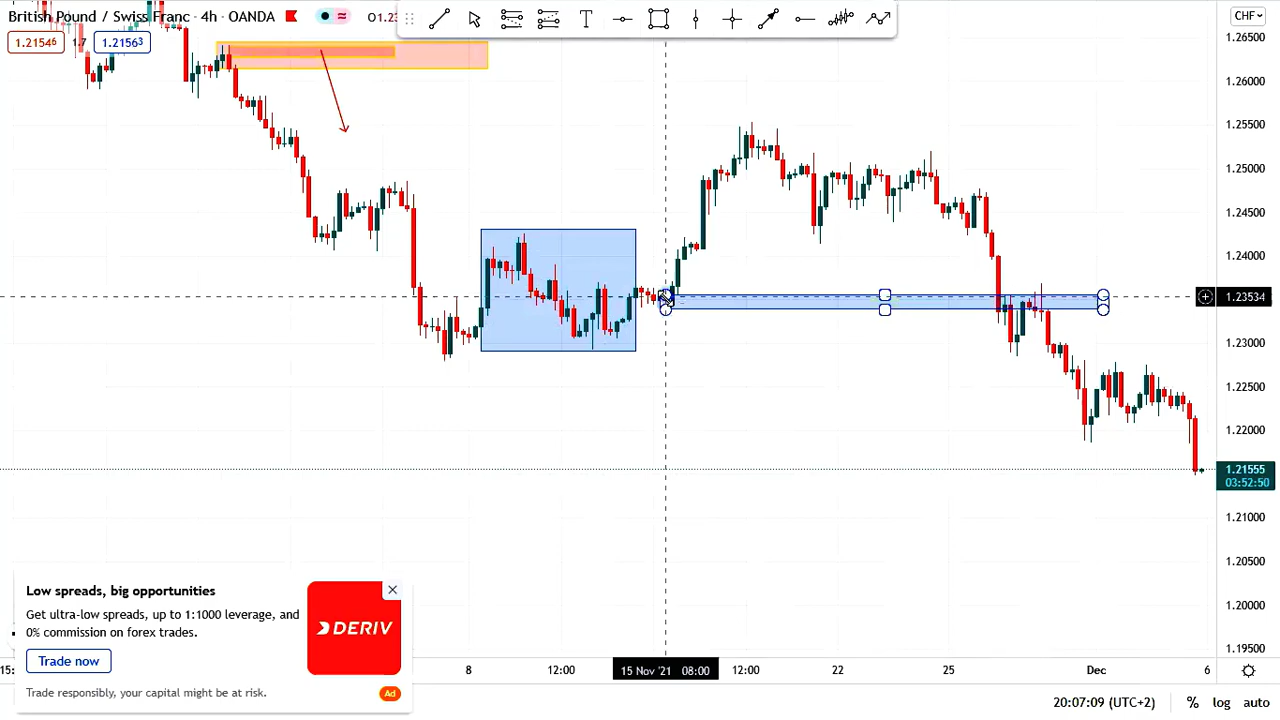 British Pound / Swiss Franc · 4h · OANDA
O1.23
CHF
1.21546
1.7
1.21563
1.26500
1.26000
1.25500
1.25000
1.24500
1.24000
1.23534
1.23000
1.22500
1.22000
1.21555
03:52:50
1.21000
1.20500
1.20000
1.19500
Low spreads, big opportunities
Get ultra-low spreads, up to 1:1000 leverage, and
0% commission on forex trades.
DERIV
Trade now
Trade responsibly, your capital might be at risk.
Ad
15:
8
12:00
15 Nov '21 08:00
12:00
22
25
Dec
6
20:07:09 (UTC+2)
%
log
auto